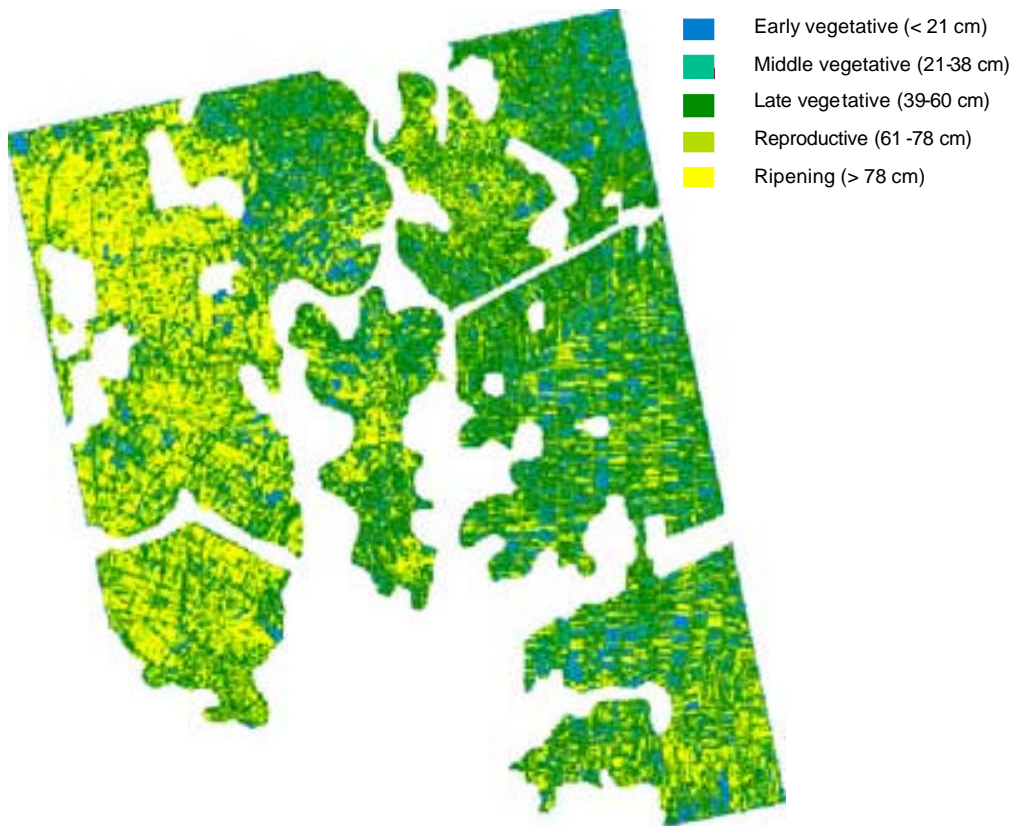 Early vegetative (< 21 cm)
Middle vegetative (21-38 cm)
Late vegetative (39-60 cm)
Reproductive (61 -78 cm)
Ripening (> 78 cm)